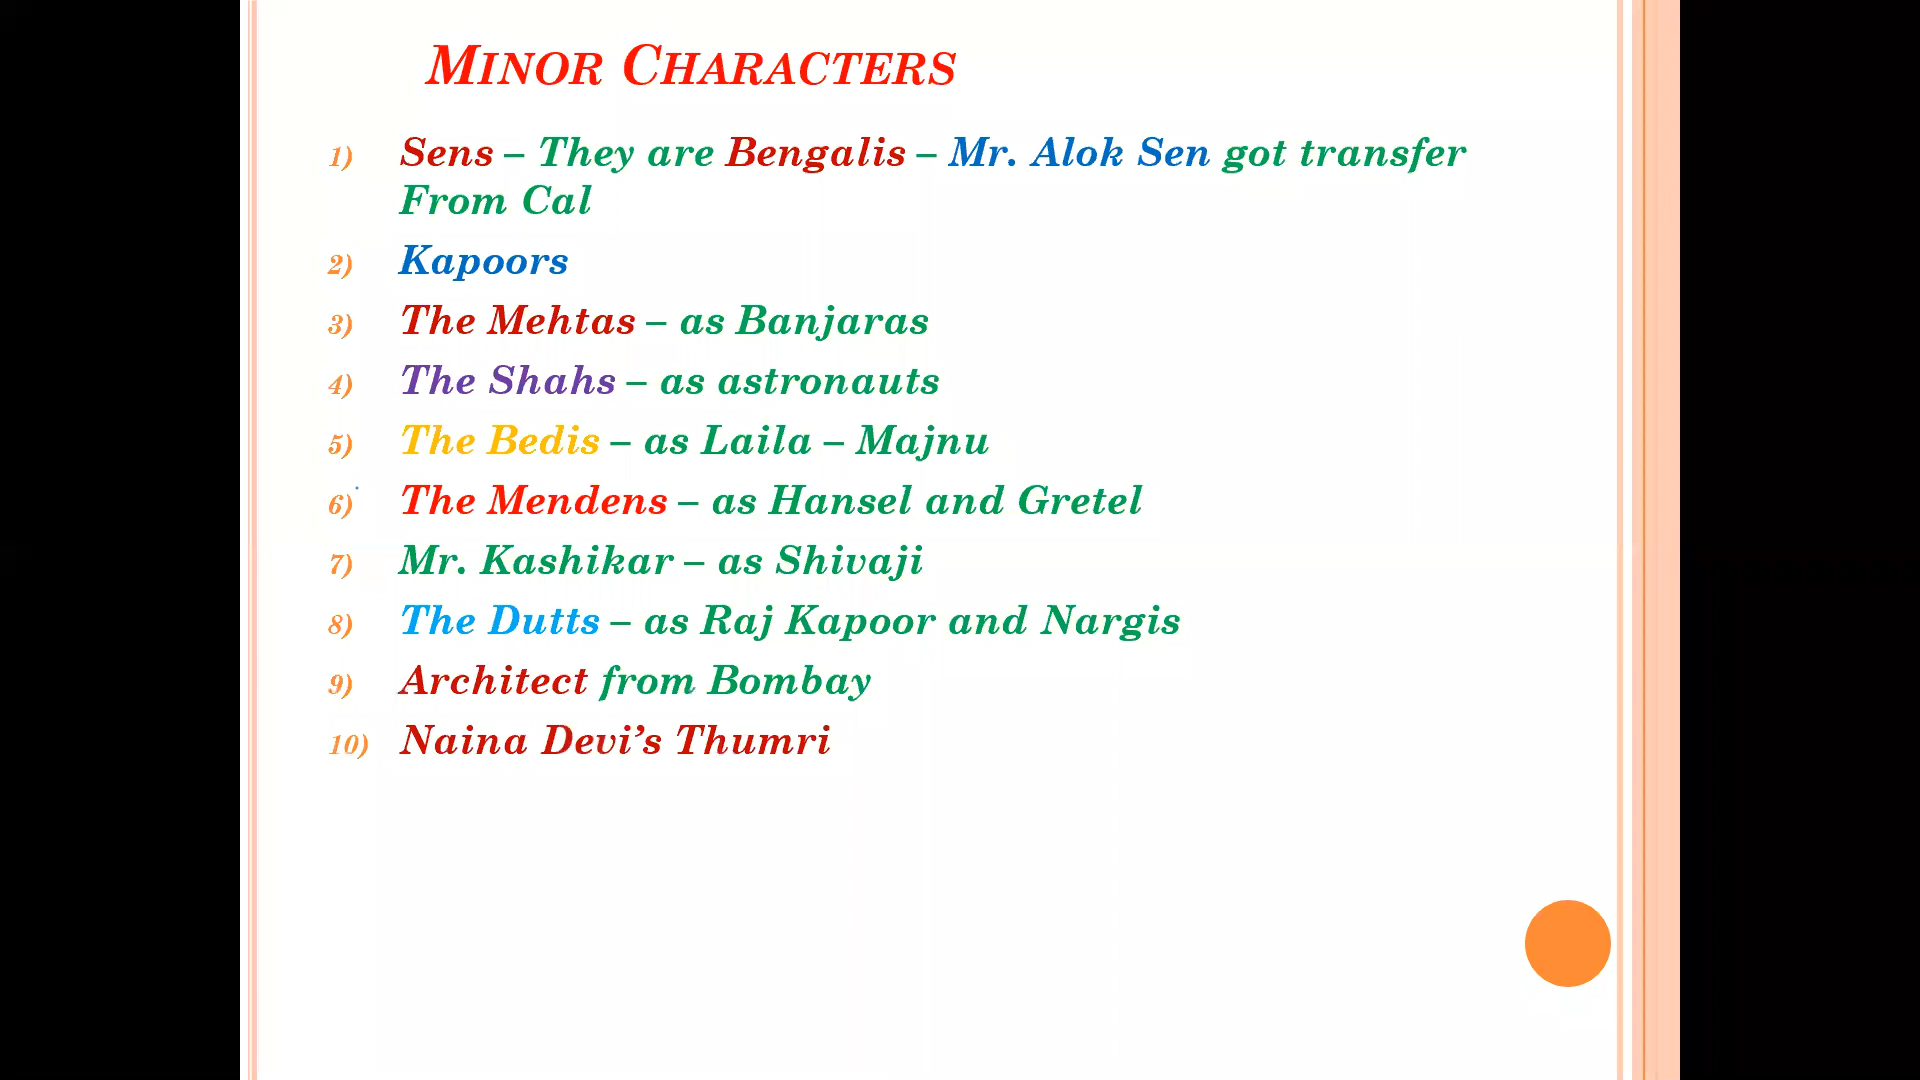 MINOR CHARACTERS
1) Sens – They are Bengalis – Mr. Alok Sen got transfer
From Cal
2) Kapoors
3) The Mehtas – as Banjaras
4) The Shahs – as astronauts
5) The Bedis – as Laila – Majnu
6) The Mendens – as Hansel and Gretel
7) Mr. Kashikar – as Shivaji
8) The Dutts – as Raj Kapoor and Nargis
9) Architect from Bombay
10) Naina Devi’s Thumri